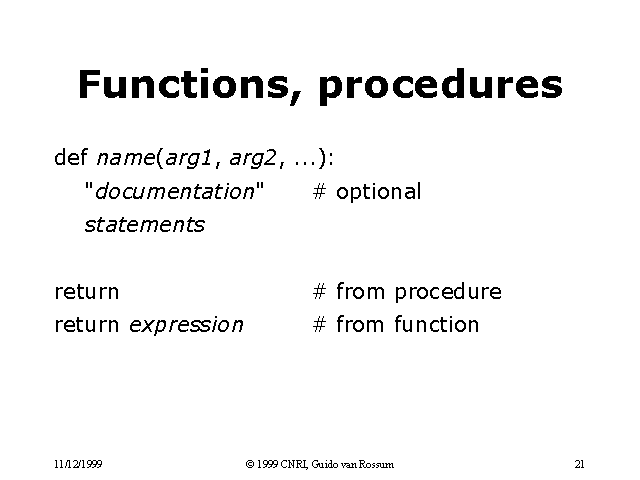 Functions, procedures
def name(arg1, arg2, ...):
"documentation" # optional
statements
return # from procedure
return expression # from function
11/12/1999 © 1999 CNRI, Guido van Rossum 21